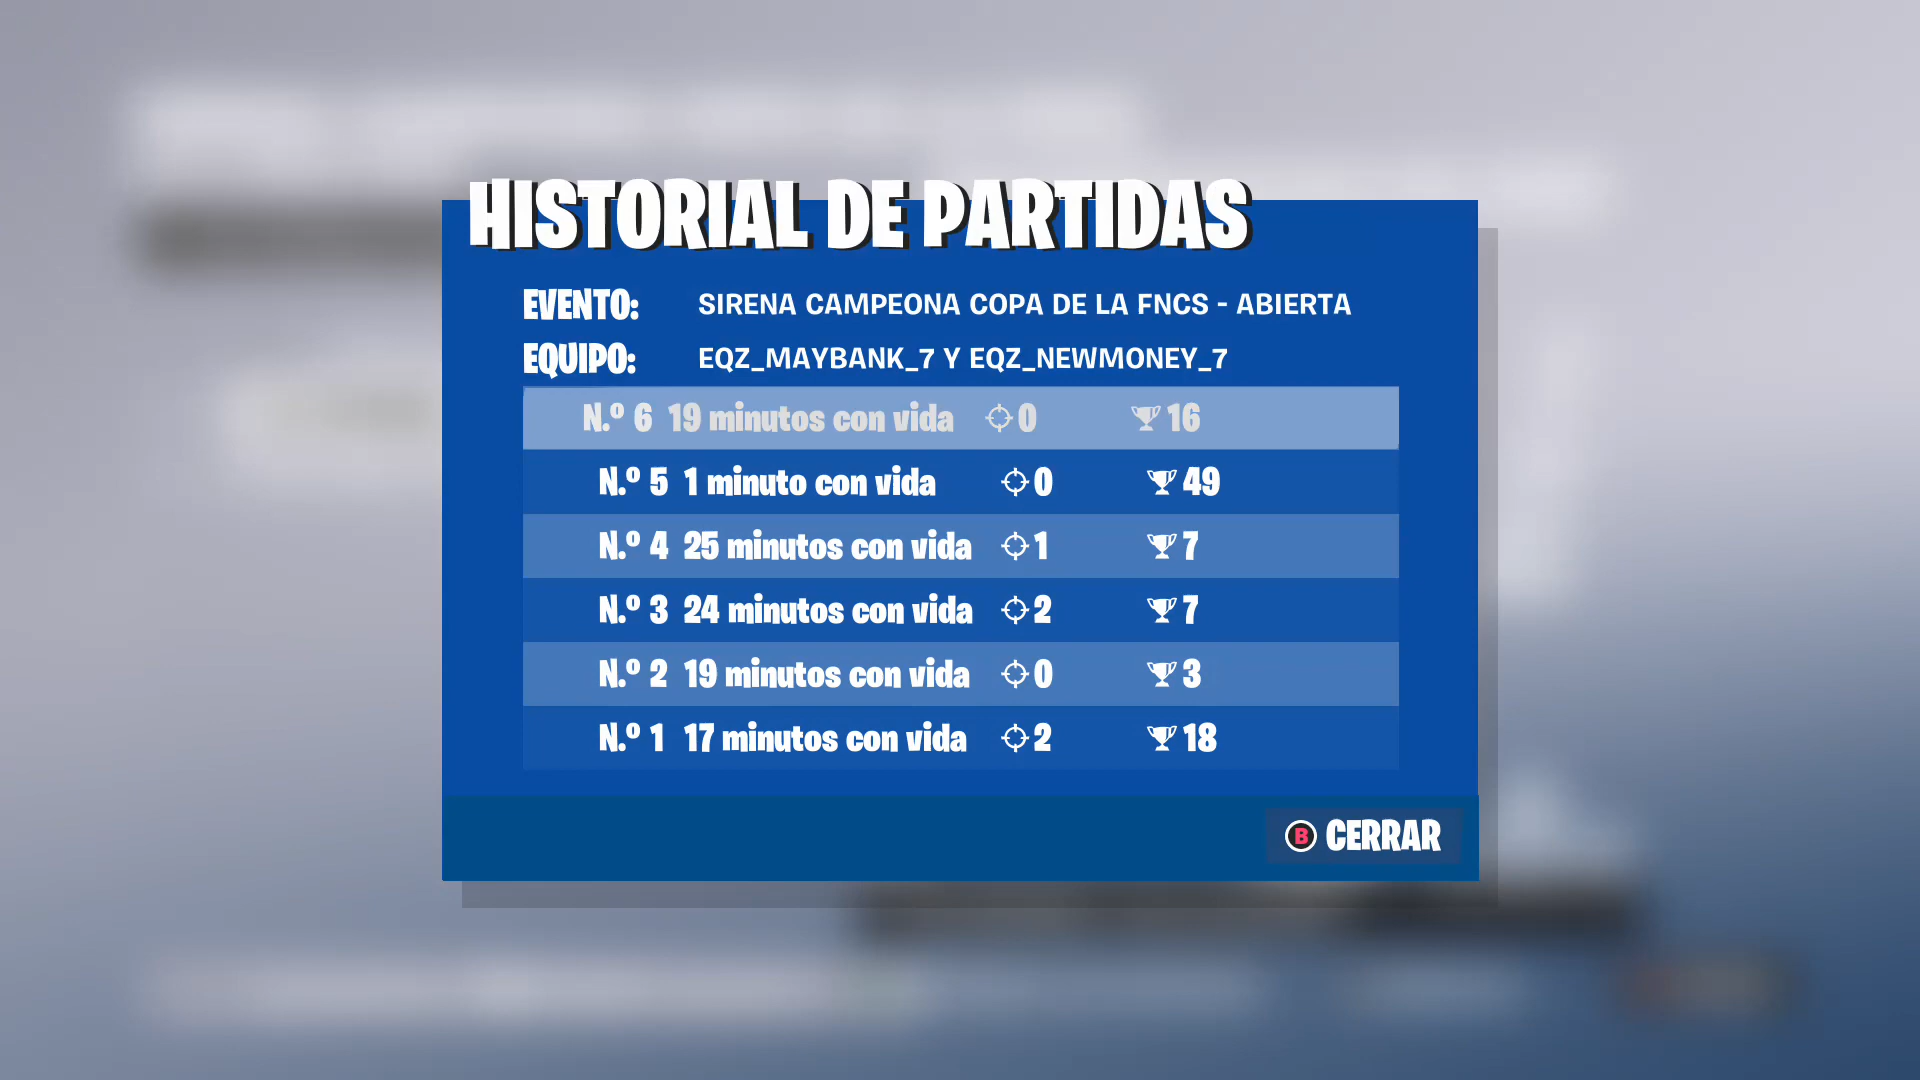 HISTORIAL DE PARTIDAS
EVENTO: SIRENA CAMPEONA COPA DE LA FNCS - ABIERTA
EQUIPO: EQZ_MAYBANK_7 Y EQZ_NEWMONEY_7
N.º 6 19 minutos con vida 0 16
N.º 5 1 minuto con vida 0 49
N.º 4 25 minutos con vida 1 7
N.º 3 24 minutos con vida 2 7
N.º 2 19 minutos con vida 0 3
N.º 1 17 minutos con vida 2 18
B CERRAR